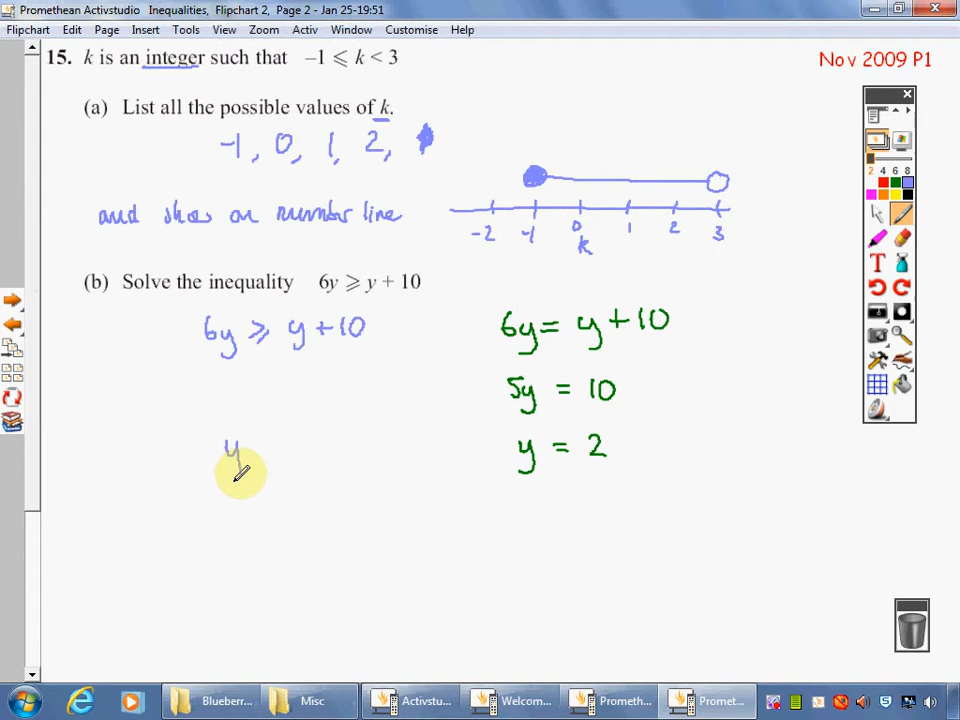 Promethean Activstudio Inequalities, Flipchart 2, Page 2 - Jan 25-19:51
Flipchart Edit Page Insert Tools View Zoom Activ Window Customise Help
15. k is an integer such that –1 ⩽ k < 3
Nov 2009 P1
(a) List all the possible values of k.
-1, 0, 1, 2,
and show on number line
-2 -1 0 1 2 3
k
(b) Solve the inequality 6y ⩾ y + 10
6y ⩾ y + 10
6y = y + 10
5y = 10
y
y = 2
2 4 6 8
T
Blueberr... Misc Activstu... Welcom... Prometh... Promet...